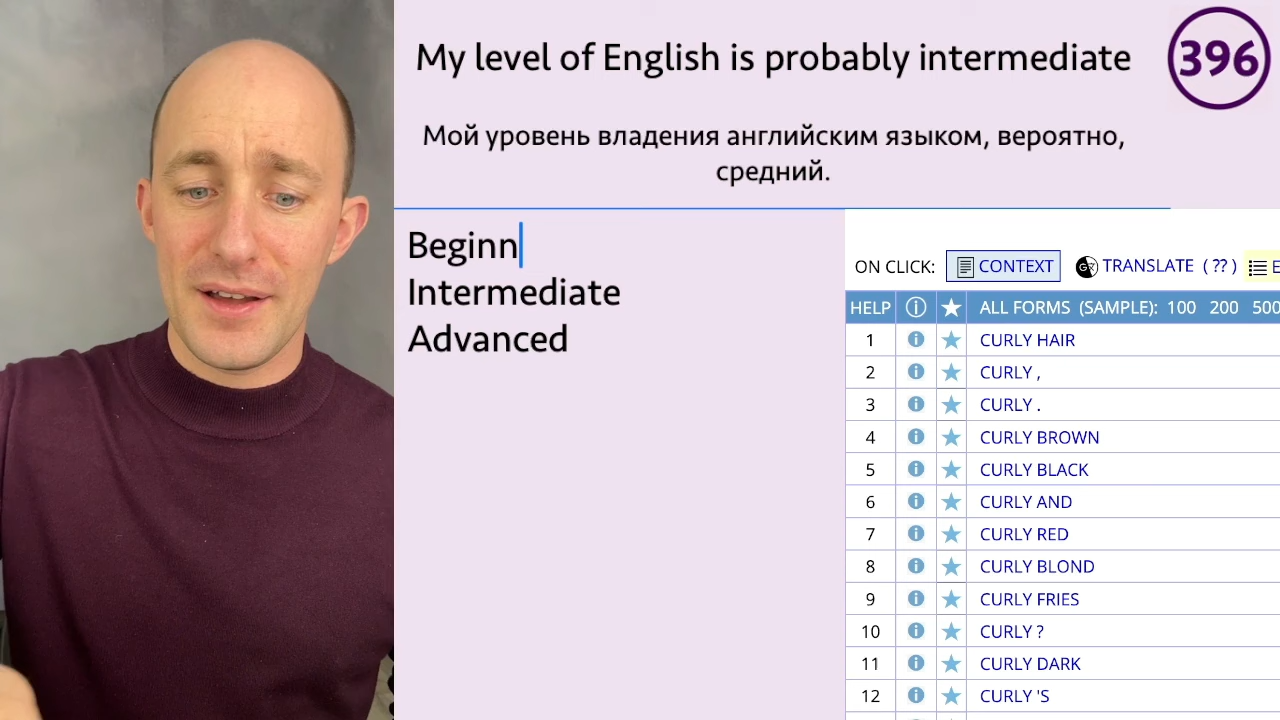 My level of English is probably intermediate
396
Мой уровень владения английским языком, вероятно,
средний.
Beginn
Intermediate
Advanced
ON CLICK: CONTEXT TRANSLATE ( ?? ) E
HELP ALL FORMS (SAMPLE): 100 200 500
1 CURLY HAIR
2 CURLY ,
3 CURLY .
4 CURLY BROWN
5 CURLY BLACK
6 CURLY AND
7 CURLY RED
8 CURLY BLOND
9 CURLY FRIES
10 CURLY ?
11 CURLY DARK
12 CURLY 'S